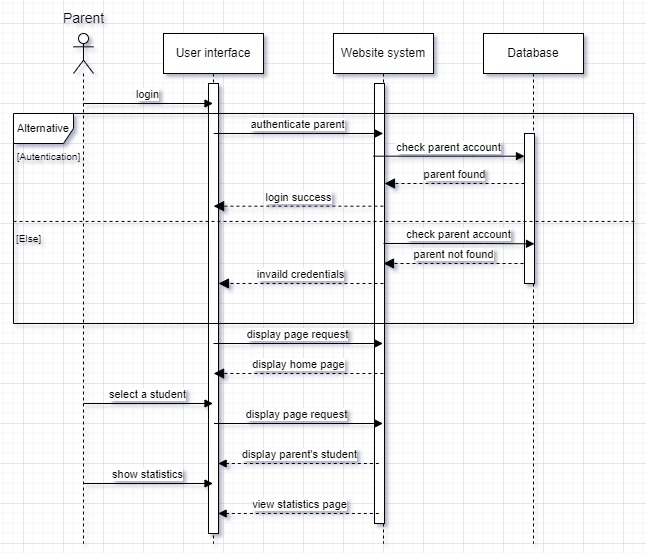 Parent
User interface
Website system
Database
login
Alternative
authenticate parent
[Autentication]
check parent account
parent found
login success
[Else]
check parent account
parent not found
invaild credentials
display page request
display home page
select a student
display page request
display parent's student
show statistics
view statistics page